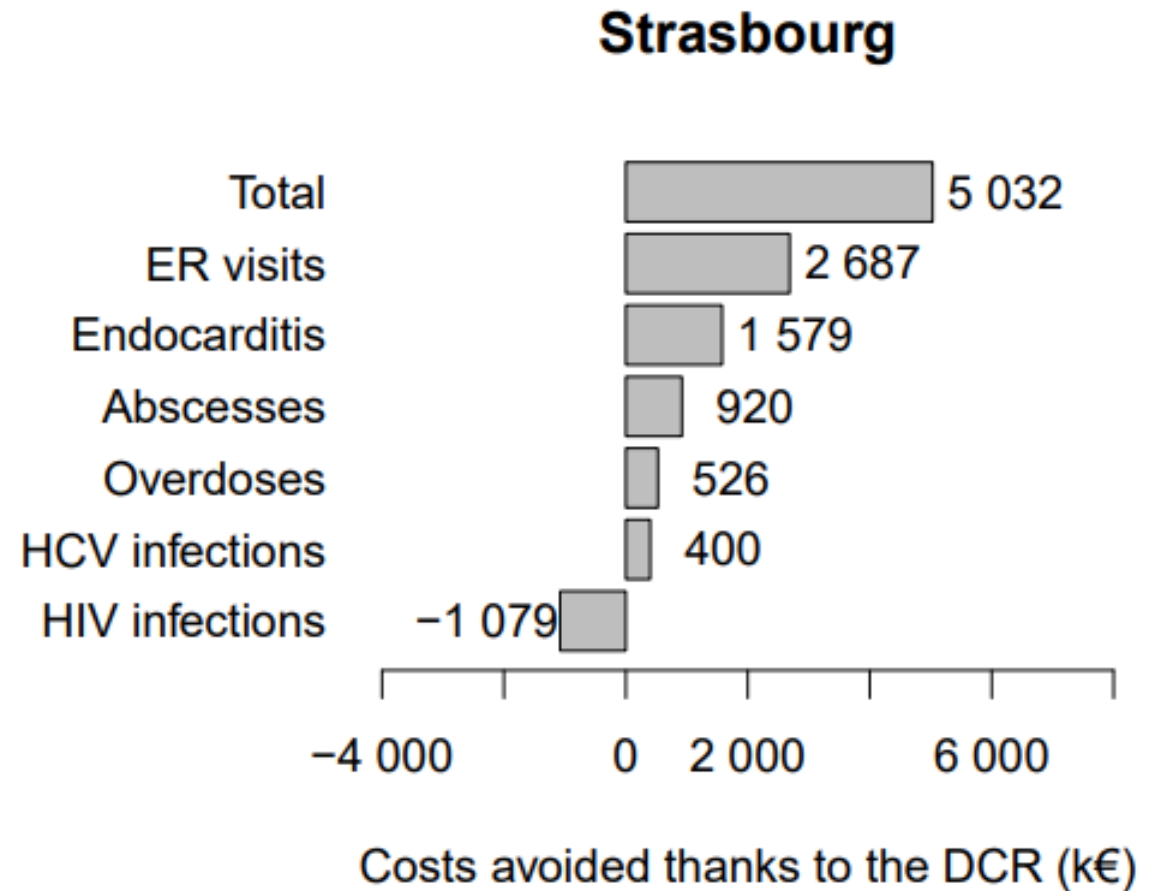 Strasbourg
Total 5 032
ER visits 2 687
Endocarditis 1 579
Abscesses 920
Overdoses 526
HCV infections 400
HIV infections −1 079
−4 000 0 2 000 6 000
Costs avoided thanks to the DCR (k€)